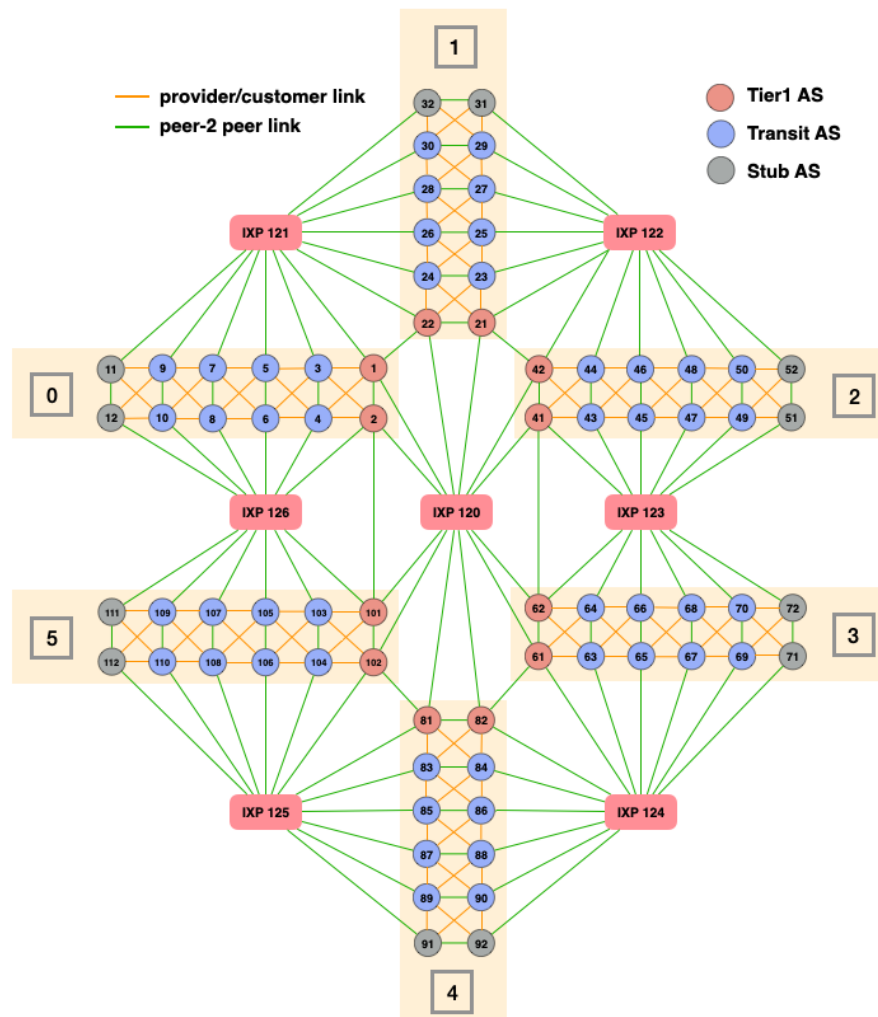 1
provider/customer link
peer-2 peer link
Tier1 AS
Transit AS
Stub AS
32 31
30 29
28 27
IXP 121 26 25 IXP 122
24 23
22 21
11 9 7 5 3 1 42 44 46 48 50 52
0 2
12 10 8 6 4 2 41 43 45 47 49 51
IXP 126 IXP 120 IXP 123
111 109 107 105 103 101 62 64 66 68 70 72
5 3
112 110 108 106 104 102 61 63 65 67 69 71
81 82
83 84
IXP 125 85 86 IXP 124
87 88
89 90
91 92
4